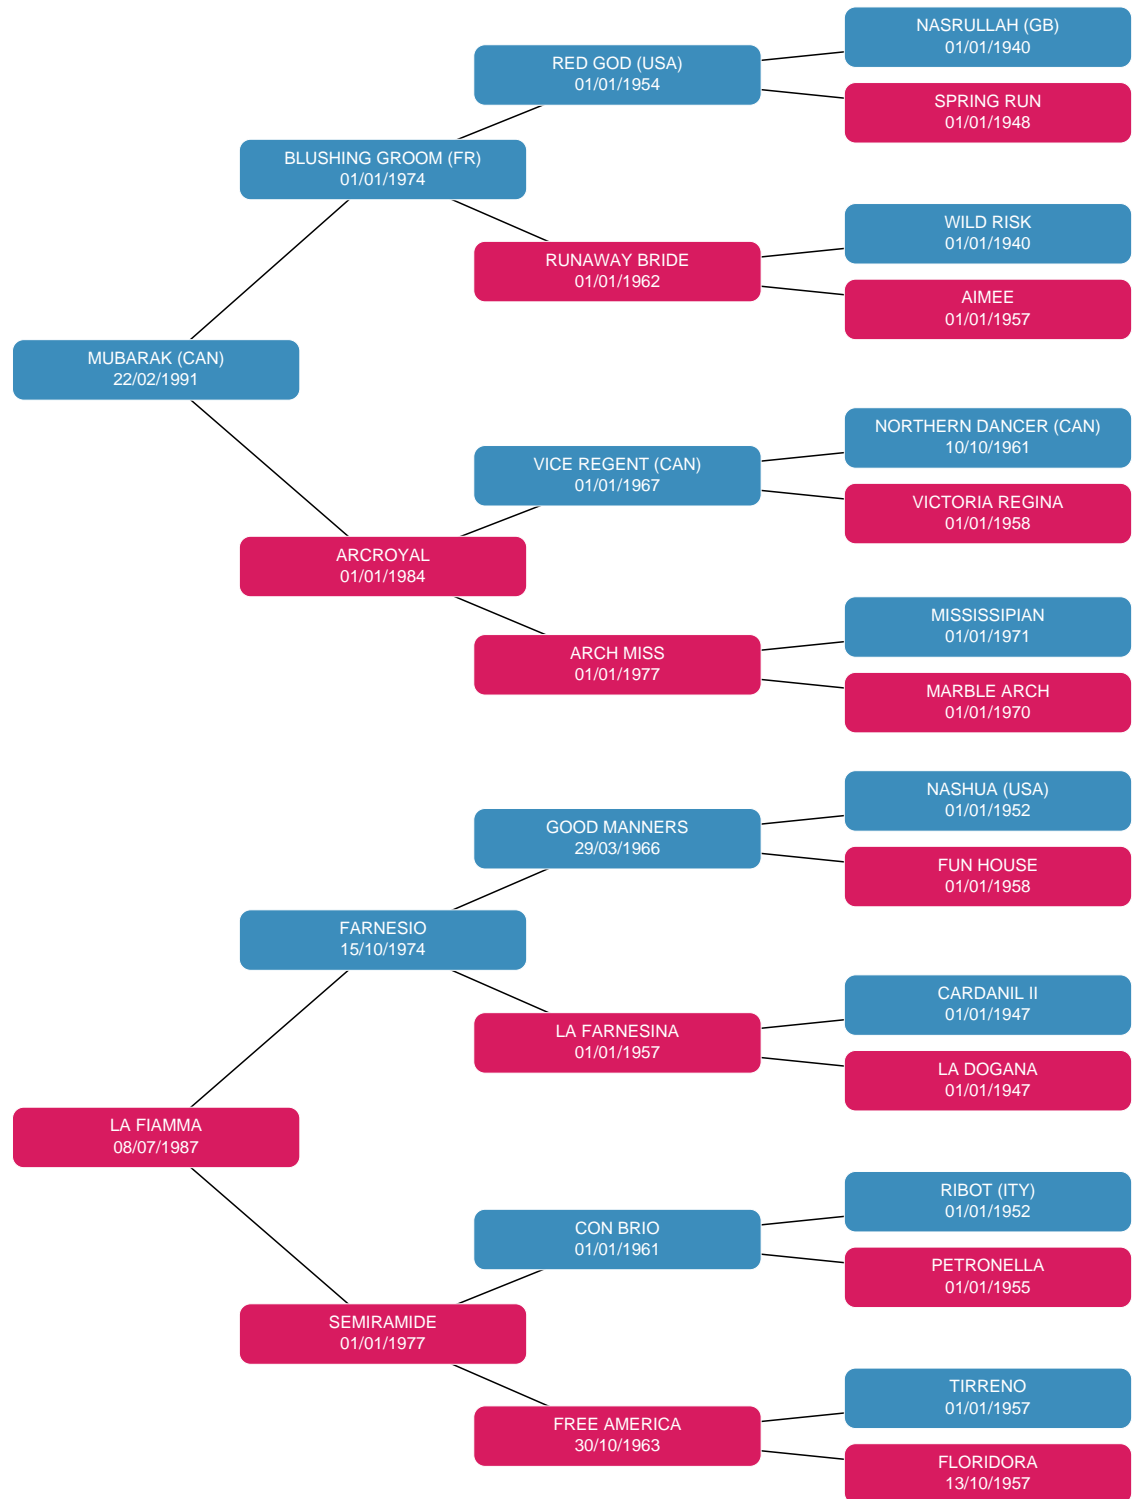 NASRULLAH (GB)
01/01/1940
RED GOD (USA)
01/01/1954
SPRING RUN
01/01/1948
BLUSHING GROOM (FR)
01/01/1974
WILD RISK
01/01/1940
RUNAWAY BRIDE
01/01/1962
AIMEE
01/01/1957
MUBARAK (CAN)
22/02/1991
NORTHERN DANCER (CAN)
10/10/1961
VICE REGENT (CAN)
01/01/1967
VICTORIA REGINA
01/01/1958
ARCROYAL
01/01/1984
MISSISSIPIAN
01/01/1971
ARCH MISS
01/01/1977
MARBLE ARCH
01/01/1970
NASHUA (USA)
01/01/1952
GOOD MANNERS
29/03/1966
FUN HOUSE
01/01/1958
FARNESIO
15/10/1974
CARDANIL II
01/01/1947
LA FARNESINA
01/01/1957
LA DOGANA
01/01/1947
LA FIAMMA
08/07/1987
RIBOT (ITY)
01/01/1952
CON BRIO
01/01/1961
PETRONELLA
01/01/1955
SEMIRAMIDE
01/01/1977
TIRRENO
01/01/1957
FREE AMERICA
30/10/1963
FLORIDORA
13/10/1957